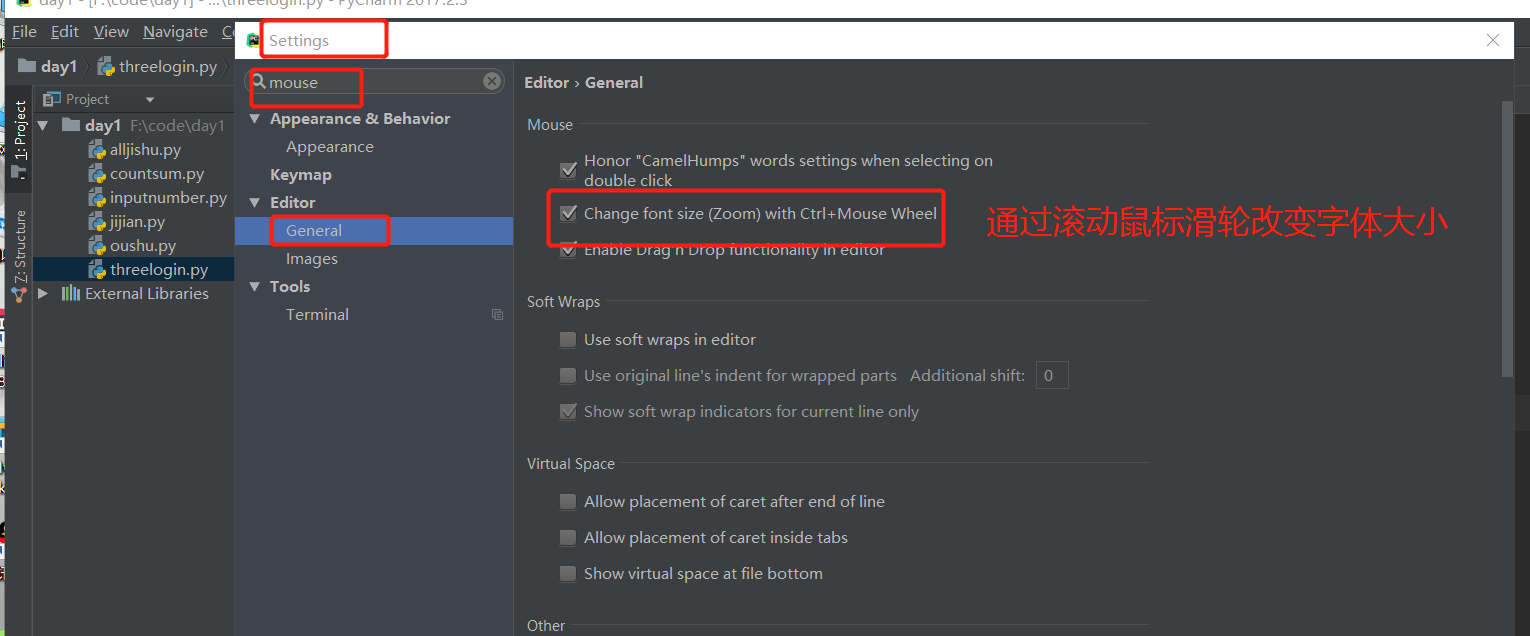 day1 - [F:\code\day1] - ...\threelogin.py - PyCharm 2017.2.3
File Edit View Navigate
Settings
day1 threelogin.py
mouse
Editor › General
Project
1: Project
Z: Structure
day1 F:\code\day1
alljishu.py
countsum.py
inputnumber.py
jijian.py
oushu.py
threelogin.py
External Libraries
Appearance & Behavior
Appearance
Keymap
Editor
General
Images
Tools
Terminal
Mouse
Honor "CamelHumps" words settings when selecting on
double click
Change font size (Zoom) with Ctrl+Mouse Wheel
通过滚动鼠标滑轮改变字体大小
Enable Drag'n'Drop functionality in editor
Soft Wraps
Use soft wraps in editor
Use original line's indent for wrapped parts Additional shift: 0
Show soft wrap indicators for current line only
Virtual Space
Allow placement of caret after end of line
Allow placement of caret inside tabs
Show virtual space at file bottom
Other